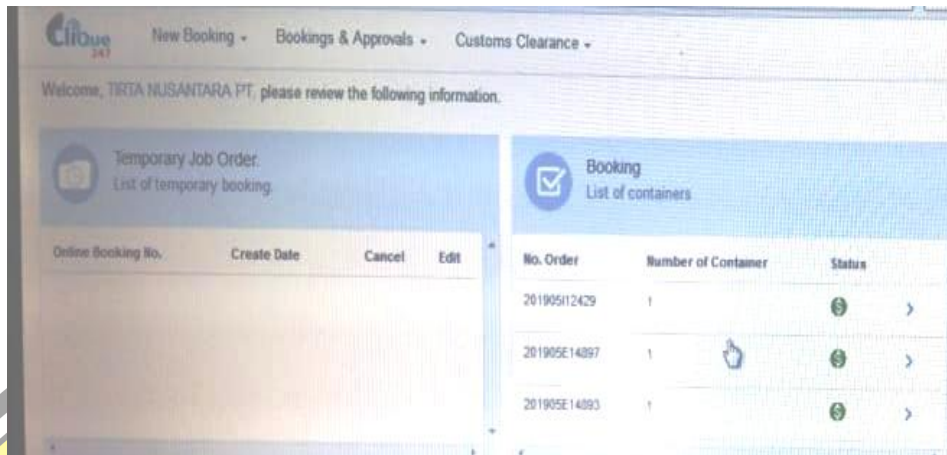 Clique
247
New Booking Bookings & Approvals Customs Clearance
Welcome, TIRTA NUSANTARA PT, please review the following information.
Temporary Job Order.
List of temporary booking.
Online Booking No. Create Date Cancel Edit
Booking
List of containers
No. Order Number of Container Status
201905I12429 1
201905E14897 1
201905E14893 1